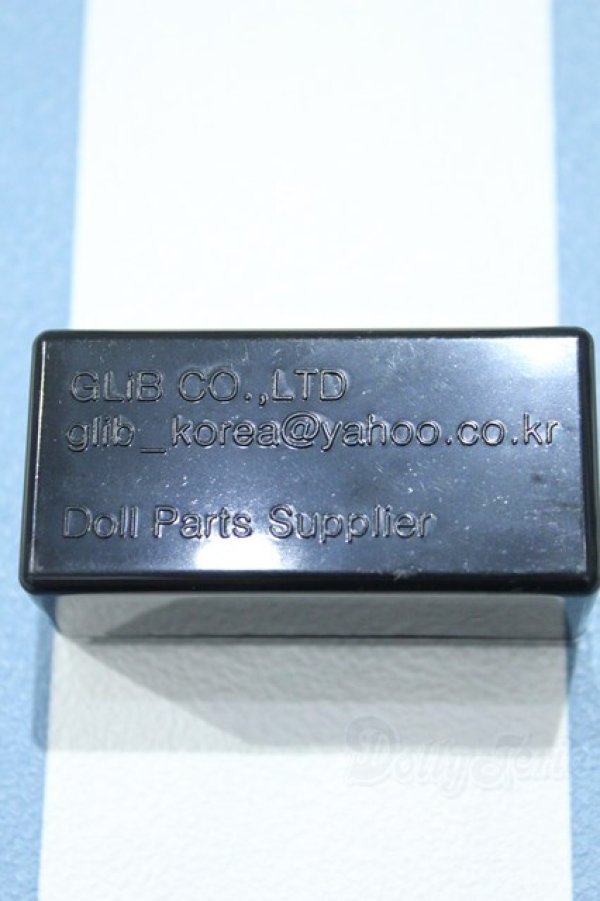 GLiB CO.,LTD
glib_korea@yahoo.co.kr
Doll Parts Supplier